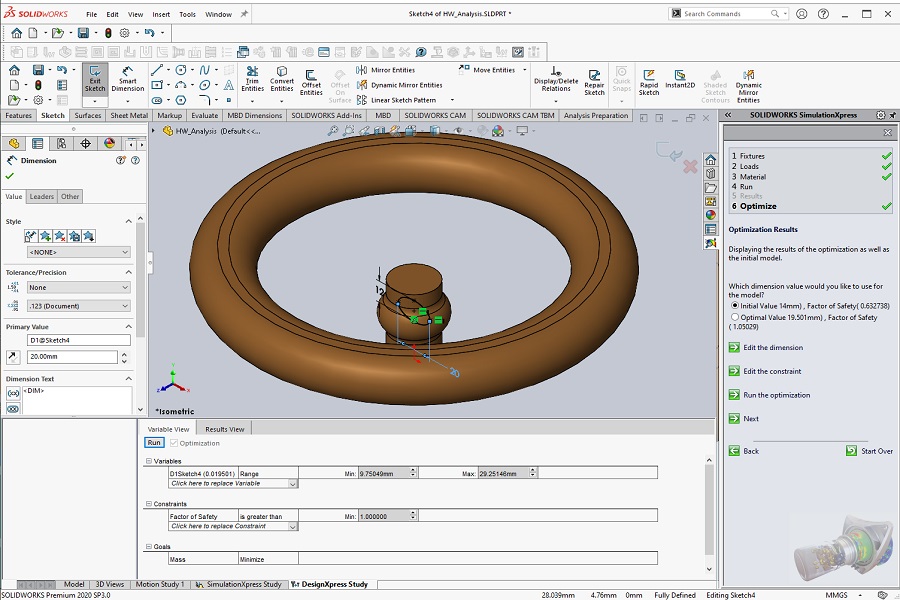 SOLIDWORKS
File Edit View Insert Tools Window
Sketch4 of HW_Analysis.SLDPRT *
Search Commands
Exit Sketch
Smart Dimension
Trim Entities
Convert Entities
Offset Entities
Offset On Surface
Mirror Entities
Dynamic Mirror Entities
Linear Sketch Pattern
Move Entities
Display/Delete Relations
Repair Sketch
Quick Snaps
Rapid Sketch
Instant2D
Shaded Sketch Contours
Dynamic Mirror Entities
Features Sketch Surfaces Sheet Metal Markup Evaluate MBD Dimensions SOLIDWORKS Add-Ins MBD SOLIDWORKS CAM SOLIDWORKS CAM TBM Analysis Preparation
Dimension
Value Leaders Other
Style
<NONE>
Tolerance/Precision
None
.123 (Document)
Primary Value
D1@Sketch4
20.00mm
Dimension Text
<DIM>
HW_Analysis (Default<<...
12
20
*Isometric
SOLIDWORKS SimulationXpress
1 Fixtures
2 Loads
3 Material
4 Run
5 Results
6 Optimize
Optimization Results
Displaying the results of the optimization as well as
the initial model.
Which dimension value would you like to use for
the model?
Initial Value 14mm) , Factor of Safety( 0.632738)
Optimal Value 19.501mm) , Factor of Safety
( 1.05029)
Edit the dimension
Edit the constraint
Run the optimization
Next
Back Start Over
Variable View Results View
Run Optimization
Variables
D1Sketch4 (0.019501) Range Min: 9.75049mm Max: 29.25146mm
Click here to replace Variable
Constraints
Factor of Safety is greater than Min: 1.000000
Click here to replace Constraint
Goals
Mass Minimize
Model 3D Views Motion Study 1 SimulationXpress Study DesignXpress Study
SOLIDWORKS Premium 2020 SP3.0 28.039mm 4.76mm 0mm Fully Defined Editing Sketch4 MMGS